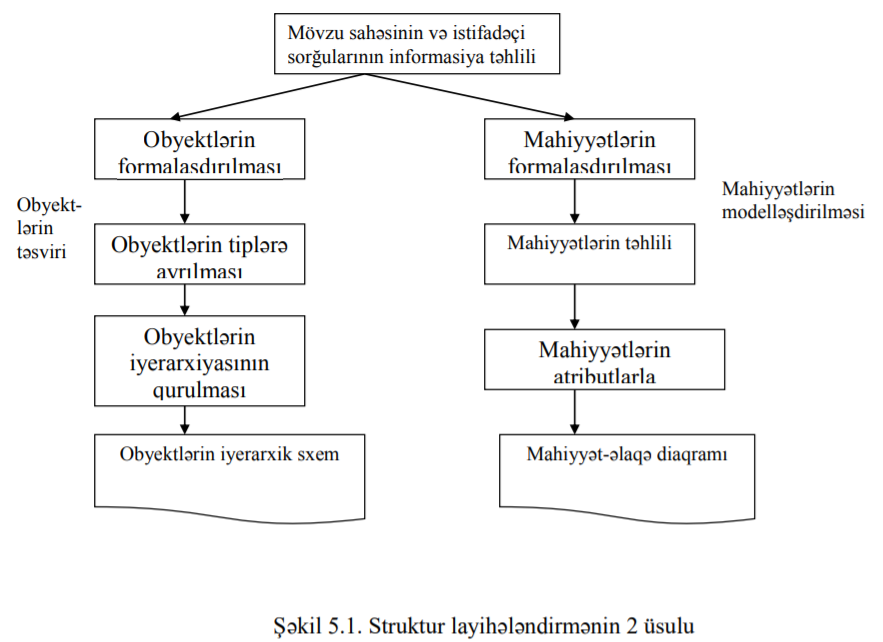 Mövzu sahəsinin və istifadəçi
sorğularının informasiya təhlili
Obyektlərin
formalaşdırılması
Mahiyyətlərin
formalaşdırılması
Obyekt-
lərin
təsviri
Mahiyyətlərin
modelləşdirilməsi
Obyektlərin tiplərə
ayrılması
Mahiyyətlərin təhlili
Obyektlərin
iyerarxiyasının
qurulması
Mahiyyətlərin
atributlarla
Obyektlərin iyerarxik sxem
Mahiyyət-əlaqə diaqramı
Şəkil 5.1. Struktur layihələndirmənin 2 üsulu